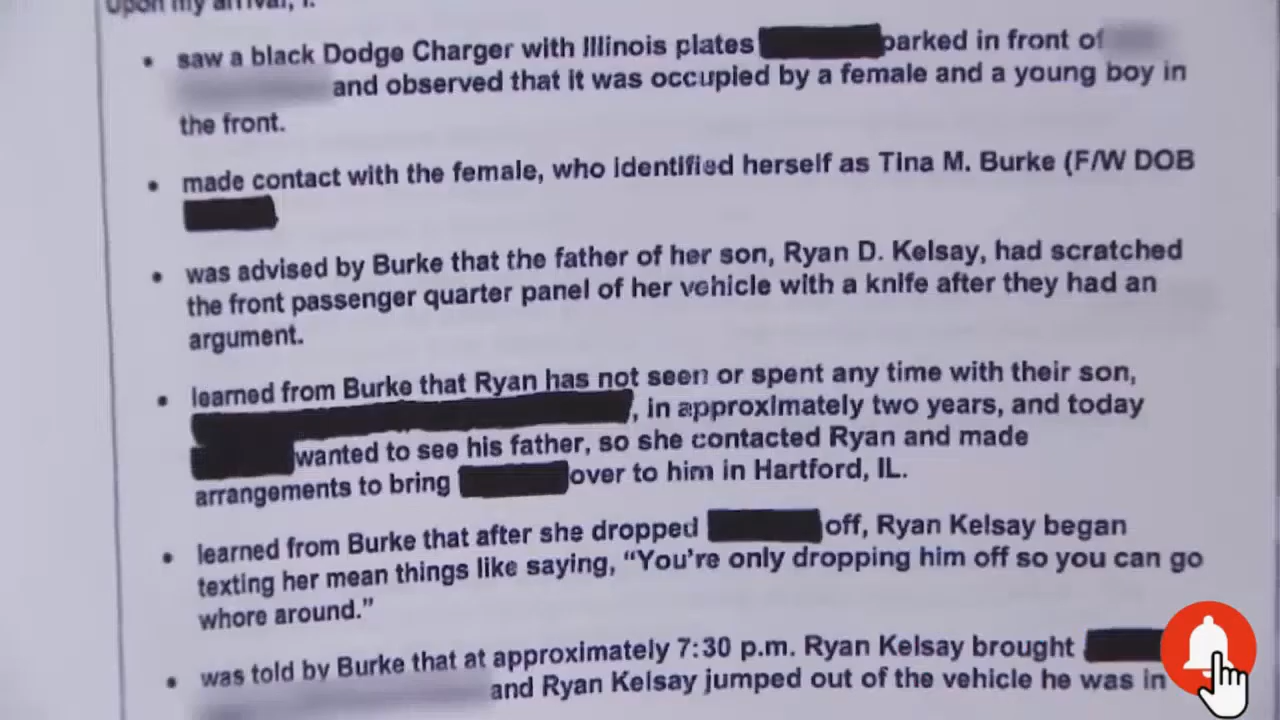 Upon my arrival, I:
saw a black Dodge Charger with Illinois plates parked in front of
and observed that it was occupied by a female and a young boy in
the front.
made contact with the female, who identified herself as Tina M. Burke (F/W DOB
was advised by Burke that the father of her son, Ryan D. Kelsay, had scratched
the front passenger quarter panel of her vehicle with a knife after they had an
argument.
learned from Burke that Ryan has not seen or spent any time with their son,
, in approximately two years, and today
wanted to see his father, so she contacted Ryan and made
arrangements to bring over to him in Hartford, IL.
learned from Burke that after she dropped off, Ryan Kelsay began
texting her mean things like saying, “You’re only dropping him off so you can go
whore around.”
was told by Burke that at approximately 7:30 p.m. Ryan Kelsay brought
and Ryan Kelsay jumped out of the vehicle he was in